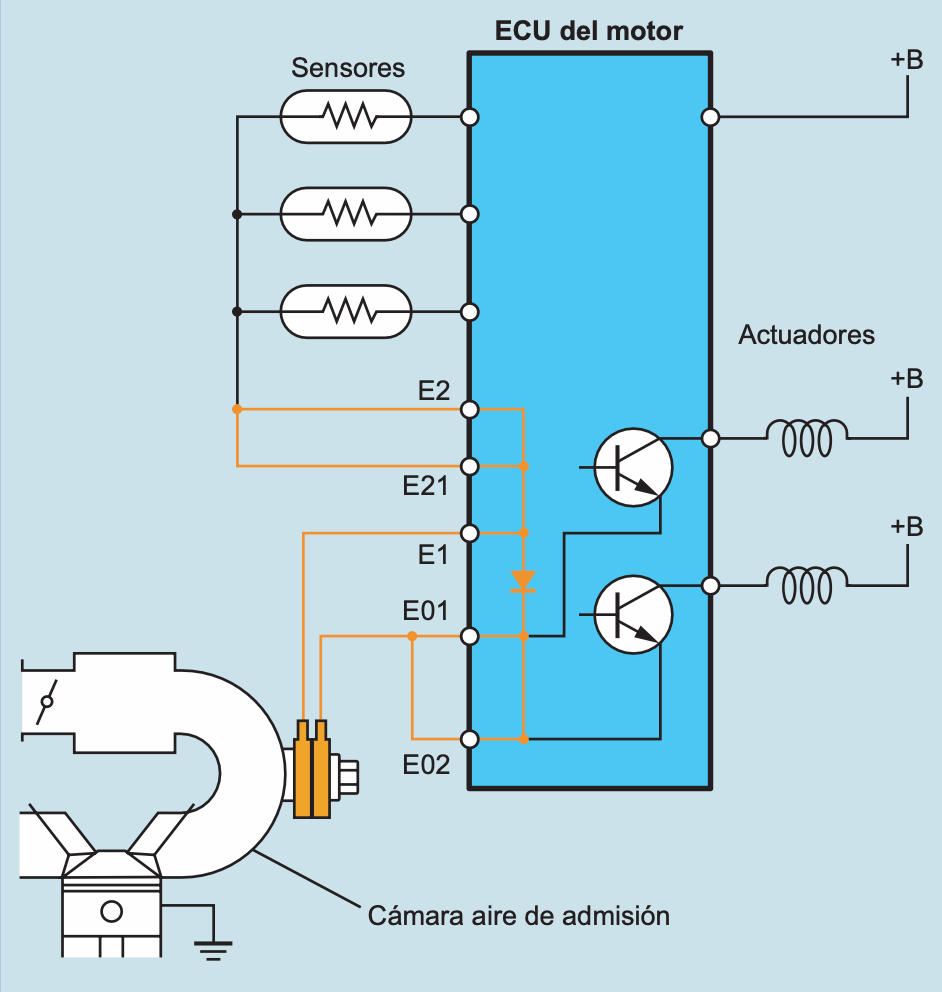 ECU del motor
Sensores
+B
Actuadores
+B
E2
E21
+B
E1
E01
E02
Cámara aire de admisión